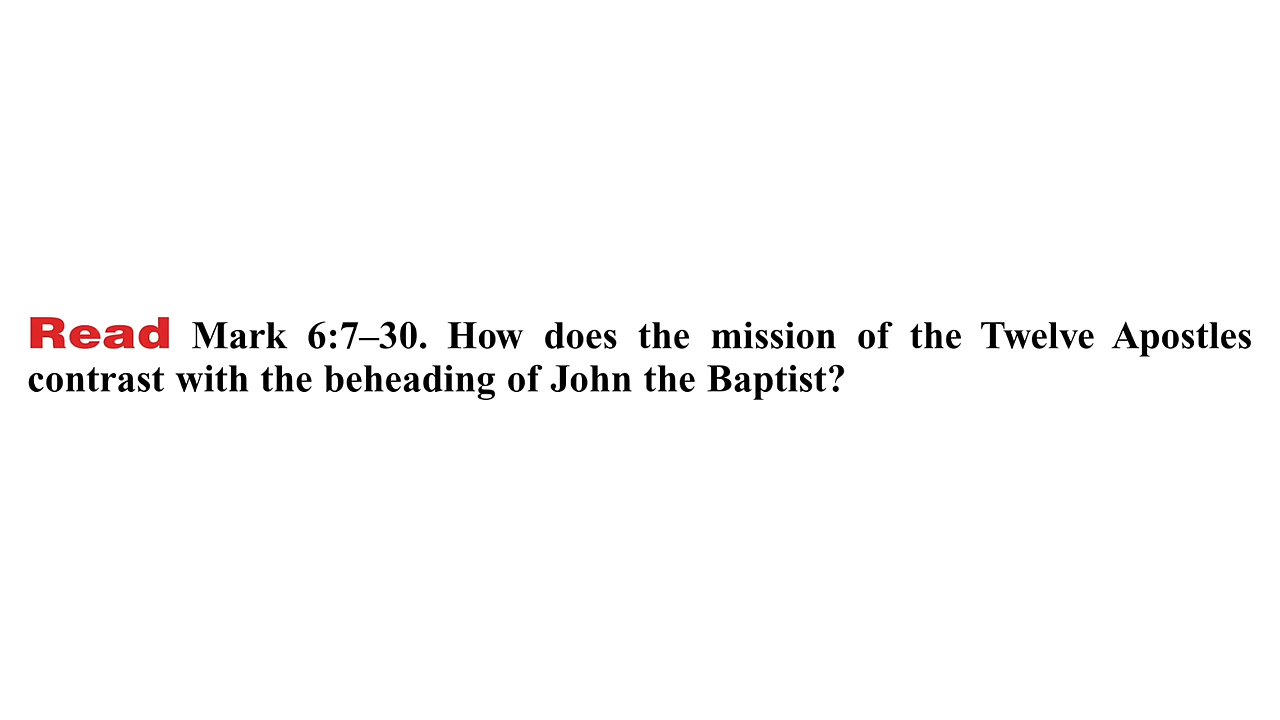 Read Mark 6:7–30. How does the mission of the Twelve Apostles
contrast with the beheading of John the Baptist?